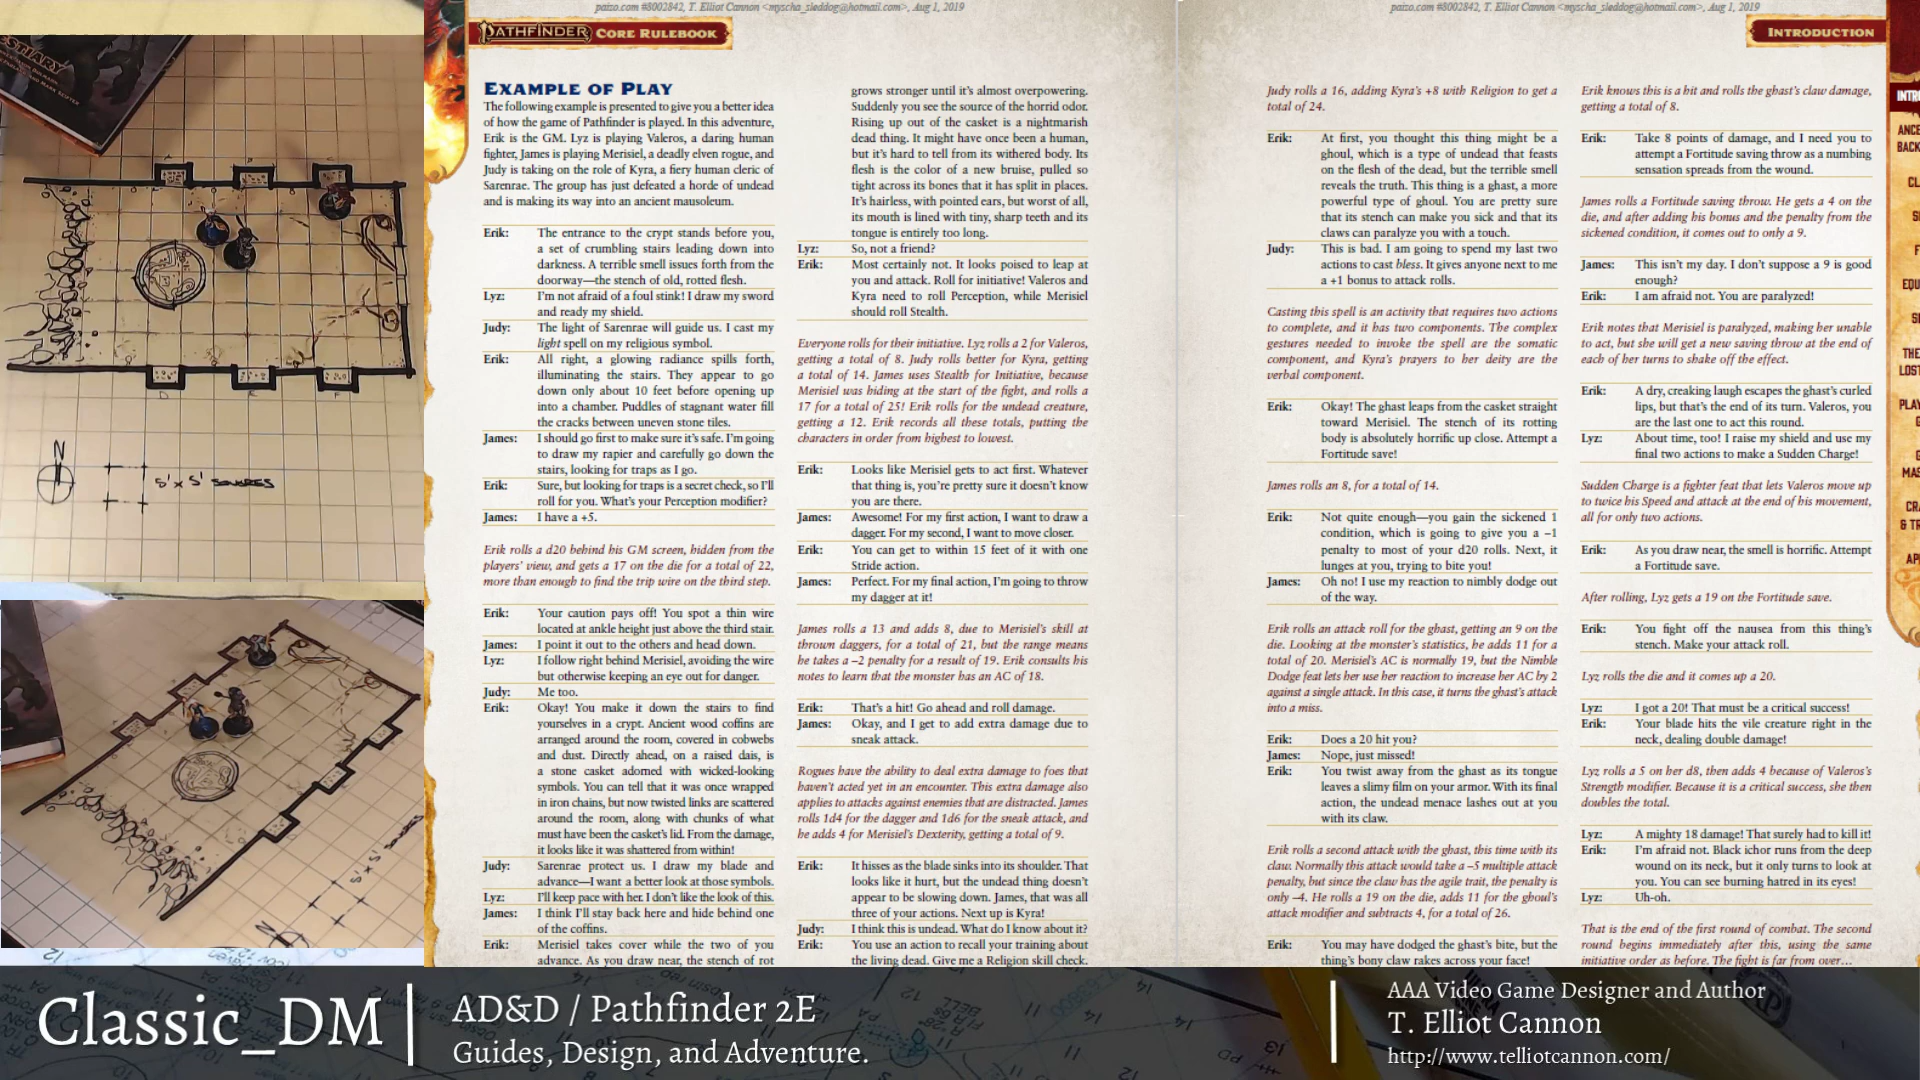 paizo.com #8002842, T. Elliot Cannon <myscha_sleddog@hotmail.com>, Aug 1, 2019
PATHFINDER CORE RULEBOOK
EXAMPLE OF PLAY
The following example is presented to give you a better idea
of how the game of Pathfinder is played. In this adventure,
Erik is the GM. Lyz is playing Valeros, a daring human
fighter, James is playing Merisiel, a deadly elven rogue, and
Judy is taking on the role of Kyra, a fiery human cleric of
Sarenrae. The group has just defeated a horde of undead
and is making its way into an ancient mausoleum.
Erik: The entrance to the crypt stands before you,
a set of crumbling stairs leading down into
darkness. A terrible smell issues forth from the
doorway—the stench of old, rotted flesh.
Lyz: I'm not afraid of a foul stink! I draw my sword
and ready my shield.
Judy: The light of Sarenrae will guide us. I cast my
light spell on my religious symbol.
Erik: All right, a glowing radiance spills forth,
illuminating the stairs. They appear to go
down only about 10 feet before opening up
into a chamber. Puddles of stagnant water fill
the cracks between uneven stone tiles.
James: I should go first to make sure it's safe. I'm going
to draw my rapier and carefully go down the
stairs, looking for traps as I go.
Erik: Sure, but looking for traps is a secret check, so I'll
roll for you. What's your Perception modifier?
James: I have a +5.
Erik rolls a d20 behind his GM screen, hidden from the
players' view, and gets a 17 on the die for a total of 22,
more than enough to find the trip wire on the third step.
Erik: Your caution pays off! You spot a thin wire
located at ankle height just above the third stair.
James: I point it out to the others and head down.
Lyz: I follow right behind Merisiel, avoiding the wire
but otherwise keeping an eye out for danger.
Judy: Me too.
Erik: Okay! You make it down the stairs to find
yourselves in a crypt. Ancient wood coffins are
arranged around the room, covered in cobwebs
and dust. Directly ahead, on a raised dais, is
a stone casket adorned with wicked-looking
symbols. You can tell that it was once wrapped
in iron chains, but now twisted links are scattered
around the room, along with chunks of what
must have been the casket's lid. From the damage,
it looks like it was shattered from within!
Judy: Sarenrae protect us. I draw my blade and
advance—I want a better look at those symbols.
Lyz: I'll keep pace with her. I don't like the look of this.
James: I think I'll stay back here and hide behind one
of the coffins.
Erik: Merisiel takes cover while the two of you
advance. As you draw near, the stench of rot
grows stronger until it's almost overpowering.
Suddenly you see the source of the horrid odor.
Rising up out of the casket is a nightmarish
dead thing. It might have once been a human,
but it's hard to tell from its withered body. Its
flesh is the color of a new bruise, pulled so
tight across its bones that it has split in places.
It's hairless, with pointed ears, but worst of all,
its mouth is lined with tiny, sharp teeth and its
tongue is entirely too long.
Lyz: So, not a friend?
Erik: Most certainly not. It looks poised to leap at
you and attack. Roll for initiative! Valeros and
Kyra need to roll Perception, while Merisiel
should roll Stealth.
Everyone rolls for their initiative. Lyz rolls a 2 for Valeros,
getting a total of 8. Judy rolls better for Kyra, getting
a total of 14. James uses Stealth for Initiative, because
Merisiel was hiding at the start of the fight, and rolls a
17 for a total of 25! Erik rolls for the undead creature,
getting a 12. Erik records all these totals, putting the
characters in order from highest to lowest.
Erik: Looks like Merisiel gets to act first. Whatever
that thing is, you're pretty sure it doesn't know
you are there.
James: Awesome! For my first action, I want to draw a
dagger. For my second, I want to move closer.
Erik: You can get to within 15 feet of it with one
Stride action.
James: Perfect. For my final action, I'm going to throw
my dagger at it!
James rolls a 13 and adds 8, due to Merisiel's skill at
thrown daggers, for a total of 21, but the range means
he takes a –2 penalty for a result of 19. Erik consults his
notes to learn that the monster has an AC of 18.
Erik: That's a hit! Go ahead and roll damage.
James: Okay, and I get to add extra damage due to
sneak attack.
Rogues have the ability to deal extra damage to foes that
haven't acted yet in an encounter. This extra damage also
applies to attacks against enemies that are distracted. James
rolls 1d4 for the dagger and 1d6 for the sneak attack, and
he adds 4 for Merisiel's Dexterity, getting a total of 9.
Erik: It hisses as the blade sinks into its shoulder. That
looks like it hurt, but the undead thing doesn't
appear to be slowing down. James, that was all
three of your actions. Next up is Kyra!
Judy: I think this is undead. What do I know about it?
Erik: You use an action to recall your training about
the living dead. Give me a Religion skill check.
paizo.com #8002842, T. Elliot Cannon <myscha_sleddog@hotmail.com>, Aug 1, 2019
INTRODUCTION
Judy rolls a 16, adding Kyra's +8 with Religion to get a
total of 24.
Erik: At first, you thought this thing might be a
ghoul, which is a type of undead that feasts
on the flesh of the dead, but the terrible smell
reveals the truth. This thing is a ghast, a more
powerful type of ghoul. You are pretty sure
that its stench can make you sick and that its
claws can paralyze you with a touch.
Judy: This is bad. I am going to spend my last two
actions to cast bless. It gives anyone next to me
a +1 bonus to attack rolls.
Casting this spell is an activity that requires two actions
to complete, and it has two components. The complex
gestures needed to invoke the spell are the somatic
component, and Kyra's prayers to her deity are the
verbal component.
Erik: Okay! The ghast leaps from the casket straight
toward Merisiel. The stench of its rotting
body is absolutely horrific up close. Attempt a
Fortitude save!
James rolls an 8, for a total of 14.
Erik: Not quite enough—you gain the sickened 1
condition, which is going to give you a –1
penalty to most of your d20 rolls. Next, it
lunges at you, trying to bite you!
James: Oh no! I use my reaction to nimbly dodge out
of the way.
Erik rolls an attack roll for the ghast, getting an 9 on the
die. Looking at the monster's statistics, he adds 11 for a
total of 20. Merisiel's AC is normally 19, but the Nimble
Dodge feat lets her use her reaction to increase her AC by 2
against a single attack. In this case, it turns the ghast's attack
into a miss.
Erik: Does a 20 hit you?
James: Nope, just missed!
Erik: You twist away from the ghast as its tongue
leaves a slimy film on your armor. With its final
action, the undead menace lashes out at you
with its claw.
Erik rolls a second attack with the ghast, this time with its
claw. Normally this attack would take a –5 multiple attack
penalty, but since the claw has the agile trait, the penalty is
only –4. He rolls a 19 on the die, adds 11 for the ghoul's
attack modifier and subtracts 4, for a total of 26.
Erik: You may have dodged the ghast's bite, but the
thing's bony claw rakes across your face!
Erik knows this is a hit and rolls the ghast's claw damage,
getting a total of 8.
Erik: Take 8 points of damage, and I need you to
attempt a Fortitude saving throw as a numbing
sensation spreads from the wound.
James rolls a Fortitude saving throw. He gets a 4 on the
die, and after adding his bonus and the penalty from the
sickened condition, it comes out to only a 9.
James: This isn't my day. I don't suppose a 9 is good
enough?
Erik: I am afraid not. You are paralyzed!
Erik notes that Merisiel is paralyzed, making her unable
to act, but she will get a new saving throw at the end of
each of her turns to shake off the effect.
Erik: A dry, creaking laugh escapes the ghast's curled
lips, but that's the end of its turn. Valeros, you
are the last one to act this round.
Lyz: About time, too! I raise my shield and use my
final two actions to make a Sudden Charge!
Sudden Charge is a fighter feat that lets Valeros move up
to twice his Speed and attack at the end of his movement,
all for only two actions.
Erik: As you draw near, the smell is horrific. Attempt
a Fortitude save.
After rolling, Lyz gets a 19 on the Fortitude save.
Erik: You fight off the nausea from this thing's
stench. Make your attack roll.
Lyz rolls the die and it comes up a 20.
Lyz: I got a 20! That must be a critical success!
Erik: Your blade hits the vile creature right in the
neck, dealing double damage!
Lyz rolls a 5 on her d8, then adds 4 because of Valeros's
Strength modifier. Because it is a critical success, she then
doubles the total.
Lyz: A mighty 18 damage! That surely had to kill it!
Erik: I'm afraid not. Black ichor runs from the deep
wound on its neck, but it only turns to look at
you. You can see burning hatred in its eyes!
Lyz: Uh-oh.
That is the end of the first round of combat. The second
round begins immediately after this, using the same
initiative order as before. The fight is far from over...
N
5' x 5' SQUARES
Classic_DM
AD&D / Pathfinder 2E
Guides, Design, and Adventure.
AAA Video Game Designer and Author
T. Elliot Cannon
http://www.telliotcannon.com/